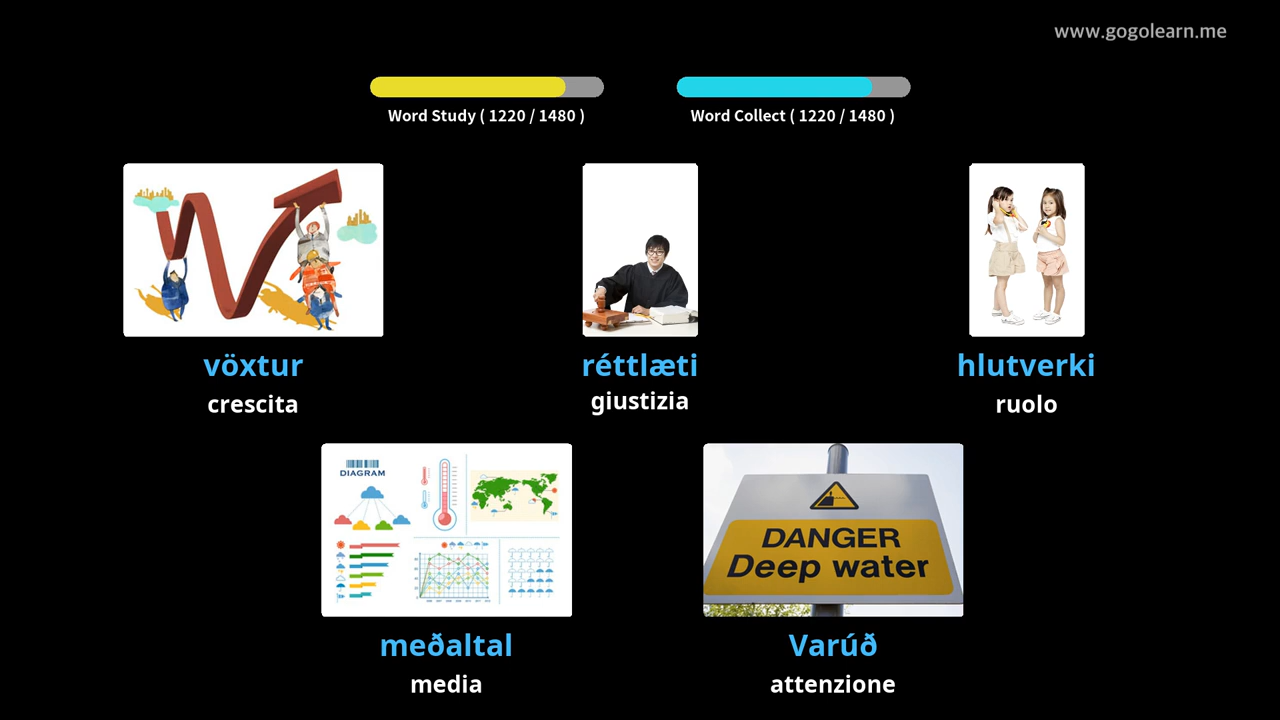 www.gogolearn.me
Word Study ( 1220 / 1480 )
Word Collect ( 1220 / 1480 )
vöxtur
crescita
réttlæti
giustizia
hlutverki
ruolo
DIAGRAM
DANGER
Deep water
meðaltal
media
Varúð
attenzione